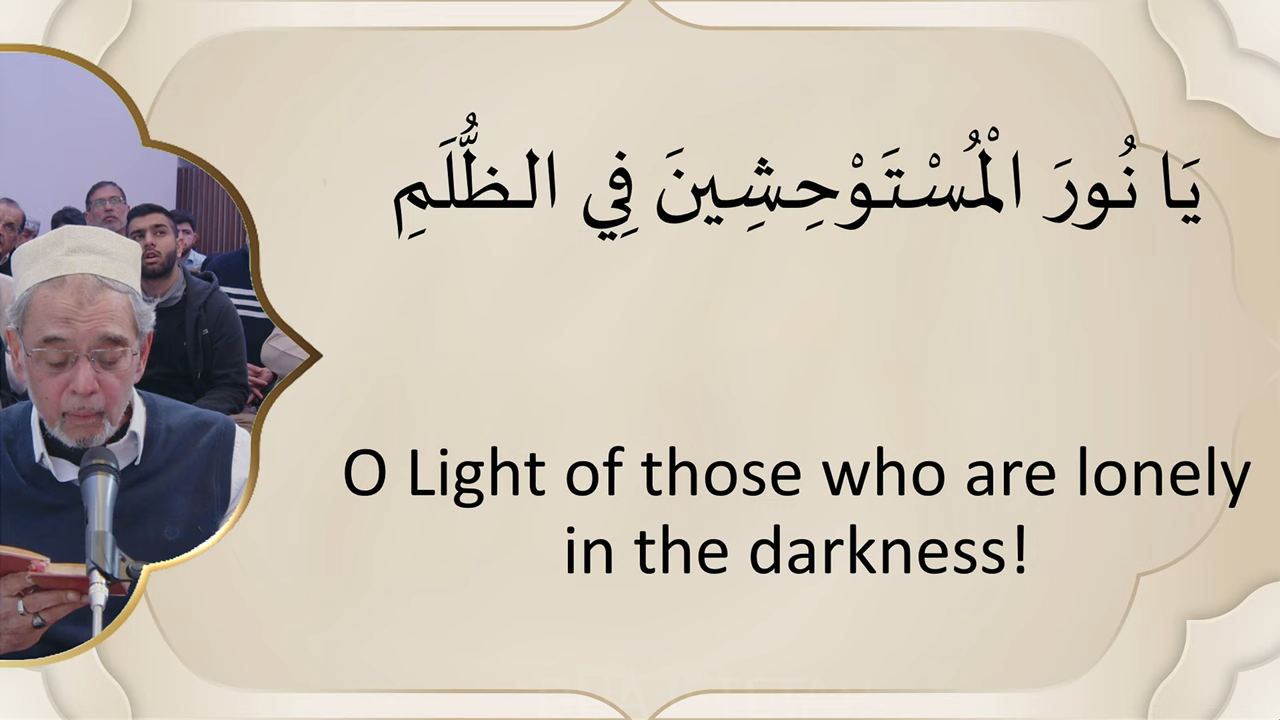 يَا نُورَ الْمُسْتَوْحِشِينَ فِي الظُّلَمِ
O Light of those who are lonely
in the darkness!